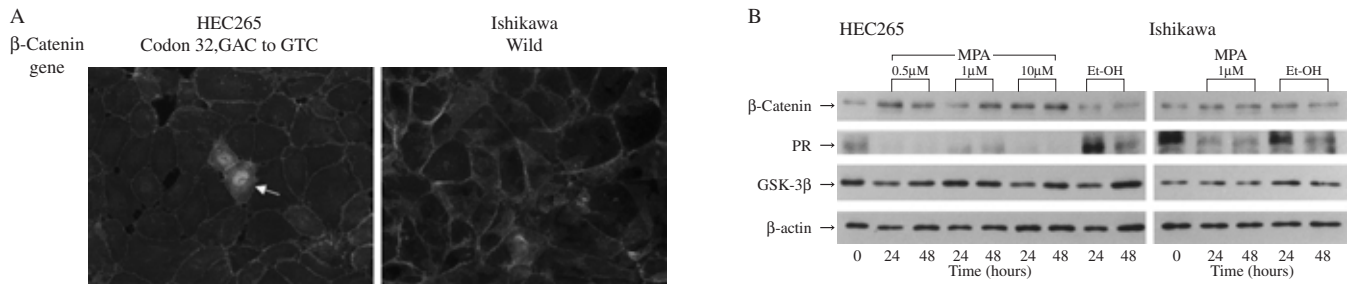 A
HEC265
Ishikawa
β-Catenin
gene
Codon 32,GAC to GTC
Wild
B
HEC265
Ishikawa
MPA
0.5μM
1μM
10μM
Et-OH
MPA
1μM
Et-OH
β-Catenin →
PR →
GSK-3β →
β-actin →
0 24 48 24 48 24 48 24 48
0 24 48 24 48
Time (hours)
Time (hours)